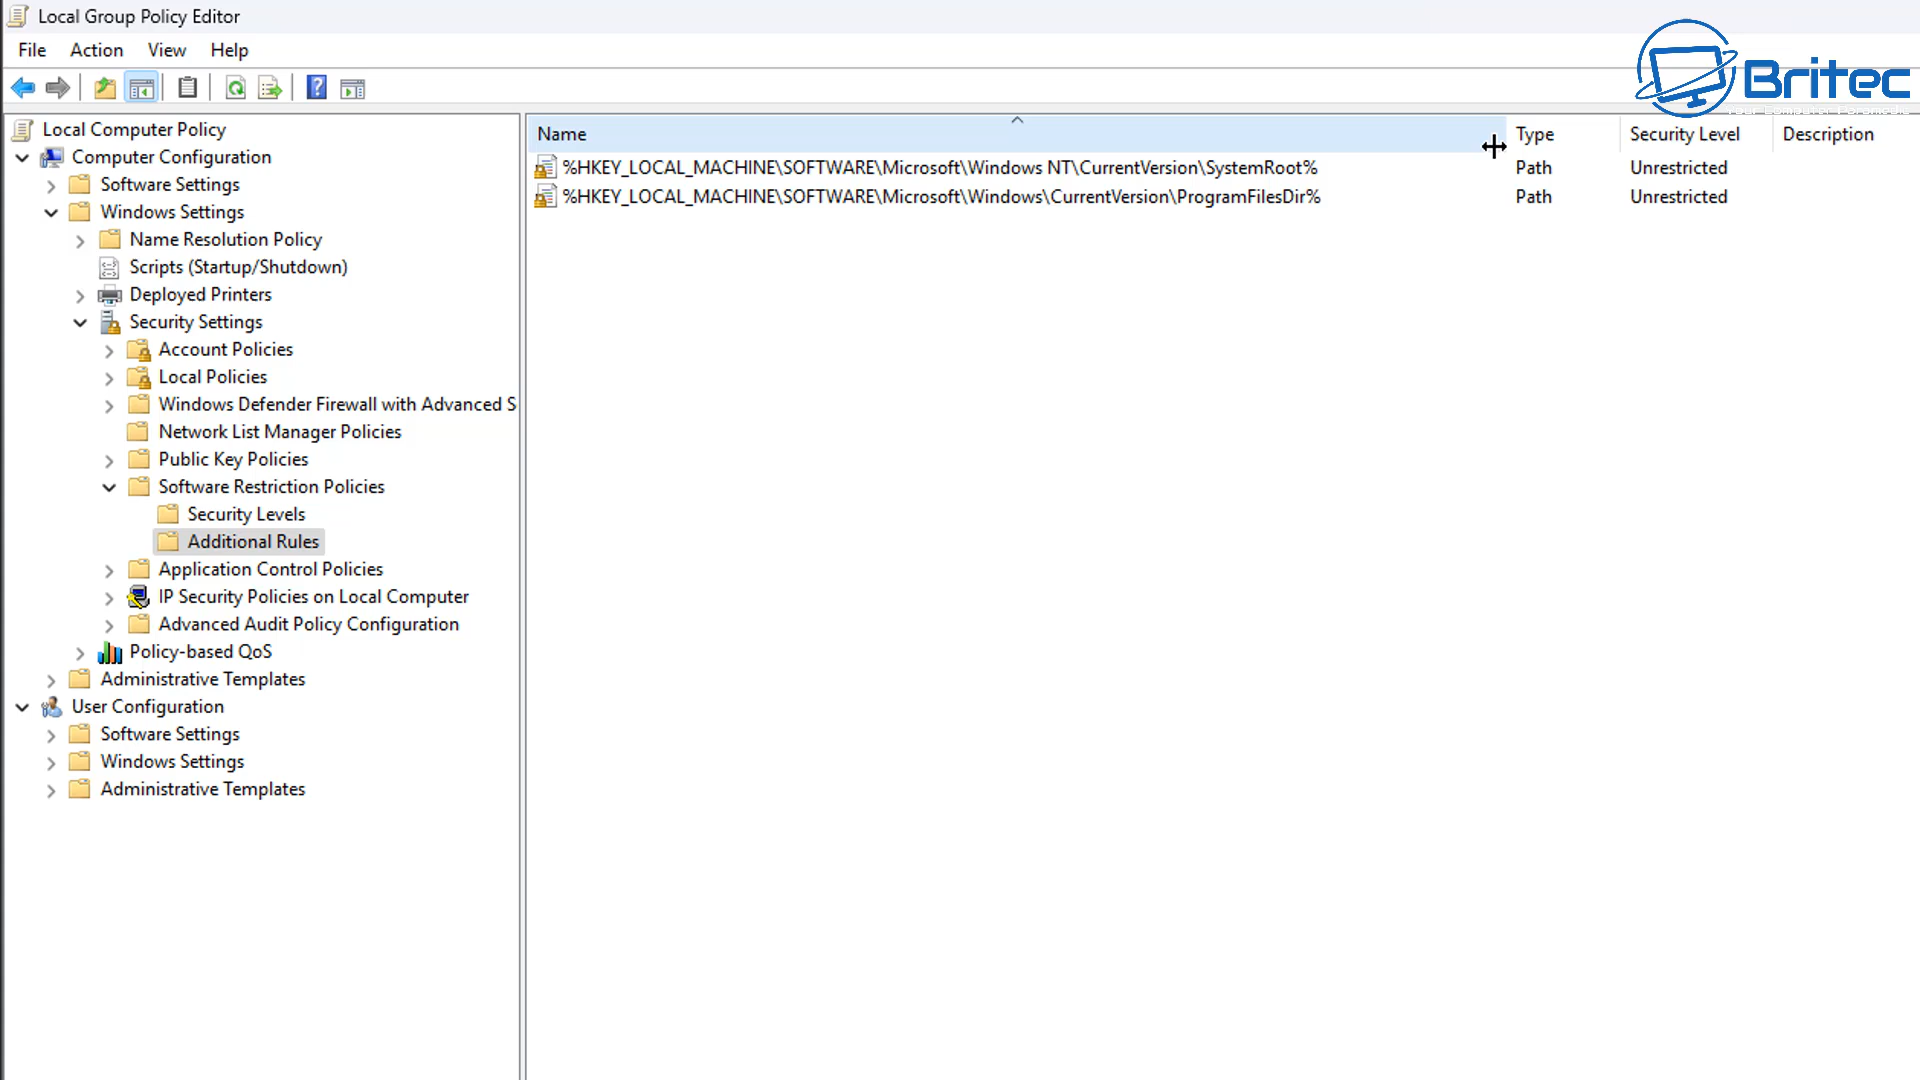 Local Group Policy Editor
File Action View Help
Britec
Local Computer Policy
Computer Configuration
Software Settings
Windows Settings
Name Resolution Policy
Scripts (Startup/Shutdown)
Deployed Printers
Security Settings
Account Policies
Local Policies
Windows Defender Firewall with Advanced S
Network List Manager Policies
Public Key Policies
Software Restriction Policies
Security Levels
Additional Rules
Application Control Policies
IP Security Policies on Local Computer
Advanced Audit Policy Configuration
Policy-based QoS
Administrative Templates
User Configuration
Software Settings
Windows Settings
Administrative Templates
Name Type Security Level Description
%HKEY_LOCAL_MACHINE\SOFTWARE\Microsoft\Windows NT\CurrentVersion\SystemRoot% Path Unrestricted
%HKEY_LOCAL_MACHINE\SOFTWARE\Microsoft\Windows\CurrentVersion\ProgramFilesDir% Path Unrestricted